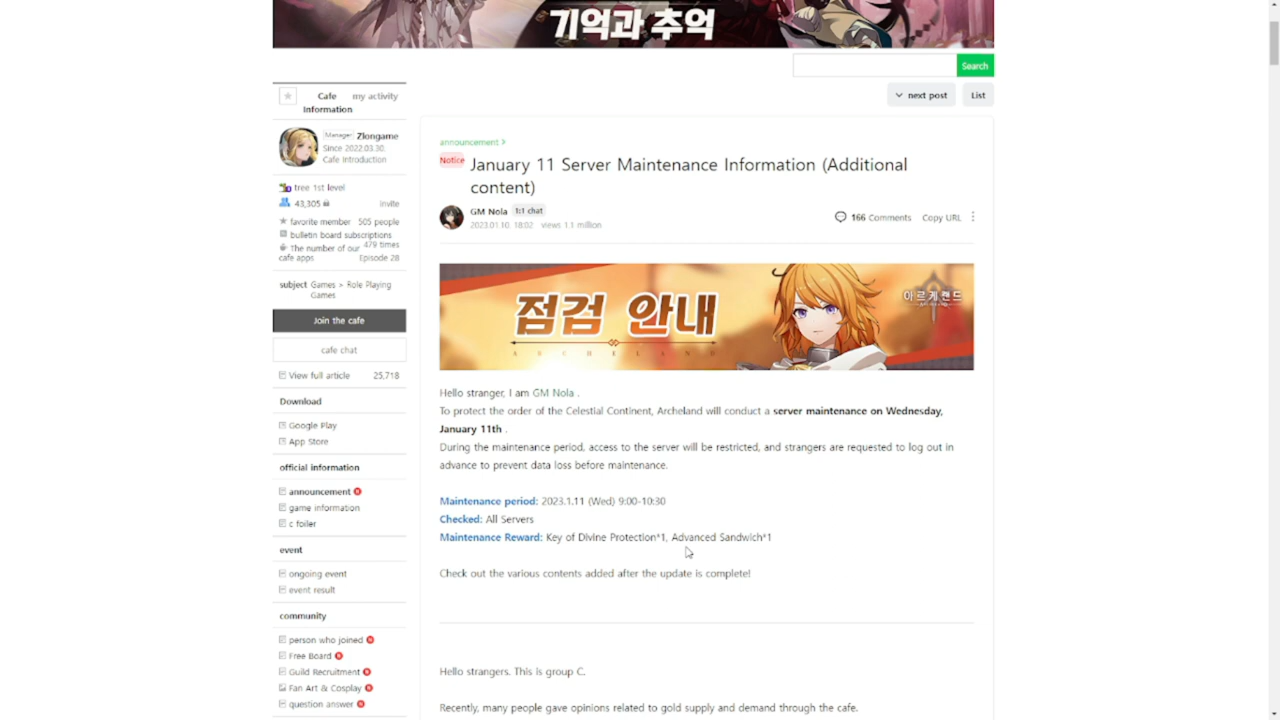 기억과 추억
Search
next post
List
Cafe Information
my activity
Manager Zlongame
Since 2022.03.30.
Cafe Introduction
tree 1st level
43,305
invite
favorite member 505 people
bulletin board subscriptions
The number of our cafe apps
479 times
Episode 28
subject Games > Role Playing Games
Join the cafe
cafe chat
View full article 25,718
Download
Google Play
App Store
official information
announcement
game information
c foiler
event
ongoing event
event result
community
person who joined
Free Board
Guild Recruitment
Fan Art & Cosplay
question answer
announcement >
Notice
January 11 Server Maintenance Information (Additional
content)
GM Nola 1:1 chat
2023.01.10. 18:02 views 1.1 million
166 Comments Copy URL
점검 안내
ARCHELAND
아르케랜드
Hello stranger, I am GM Nola .
To protect the order of the Celestial Continent, Archeland will conduct a server maintenance on Wednesday,
January 11th .
During the maintenance period, access to the server will be restricted, and strangers are requested to log out in
advance to prevent data loss before maintenance.
Maintenance period: 2023.1.11 (Wed) 9:00-10:30
Checked: All Servers
Maintenance Reward: Key of Divine Protection*1, Advanced Sandwich*1
Check out the various contents added after the update is complete!
Hello strangers. This is group C.
Recently, many people gave opinions related to gold supply and demand through the cafe.